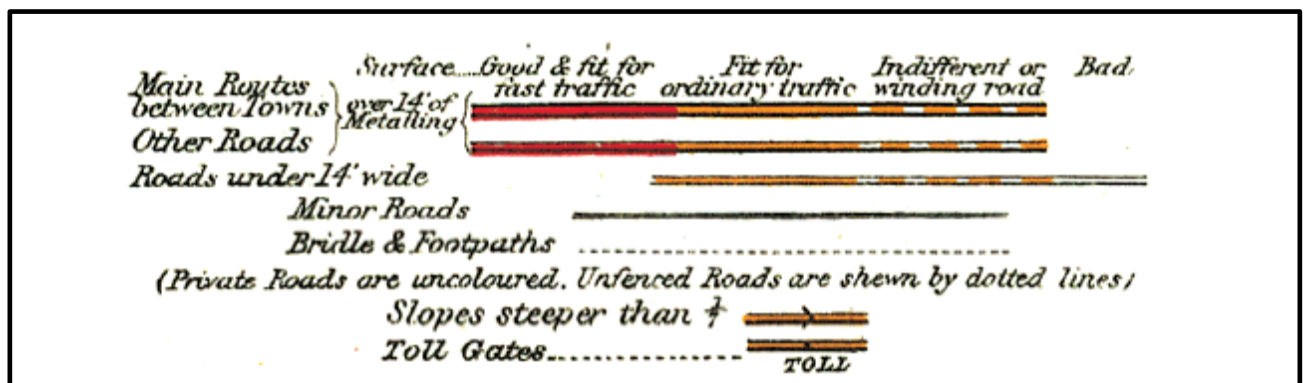 Surface.....Good & fit for Fit for Indifferent or Bad.
Main Routes fast traffic ordinary traffic winding road
between Towns over 14' of
Metalling
Other Roads
Roads under 14' wide
Minor Roads
Bridle & Footpaths
(Private Roads are uncoloured. Unfenced Roads are shewn by dotted lines)
Slopes steeper than
Toll Gates
TOLL